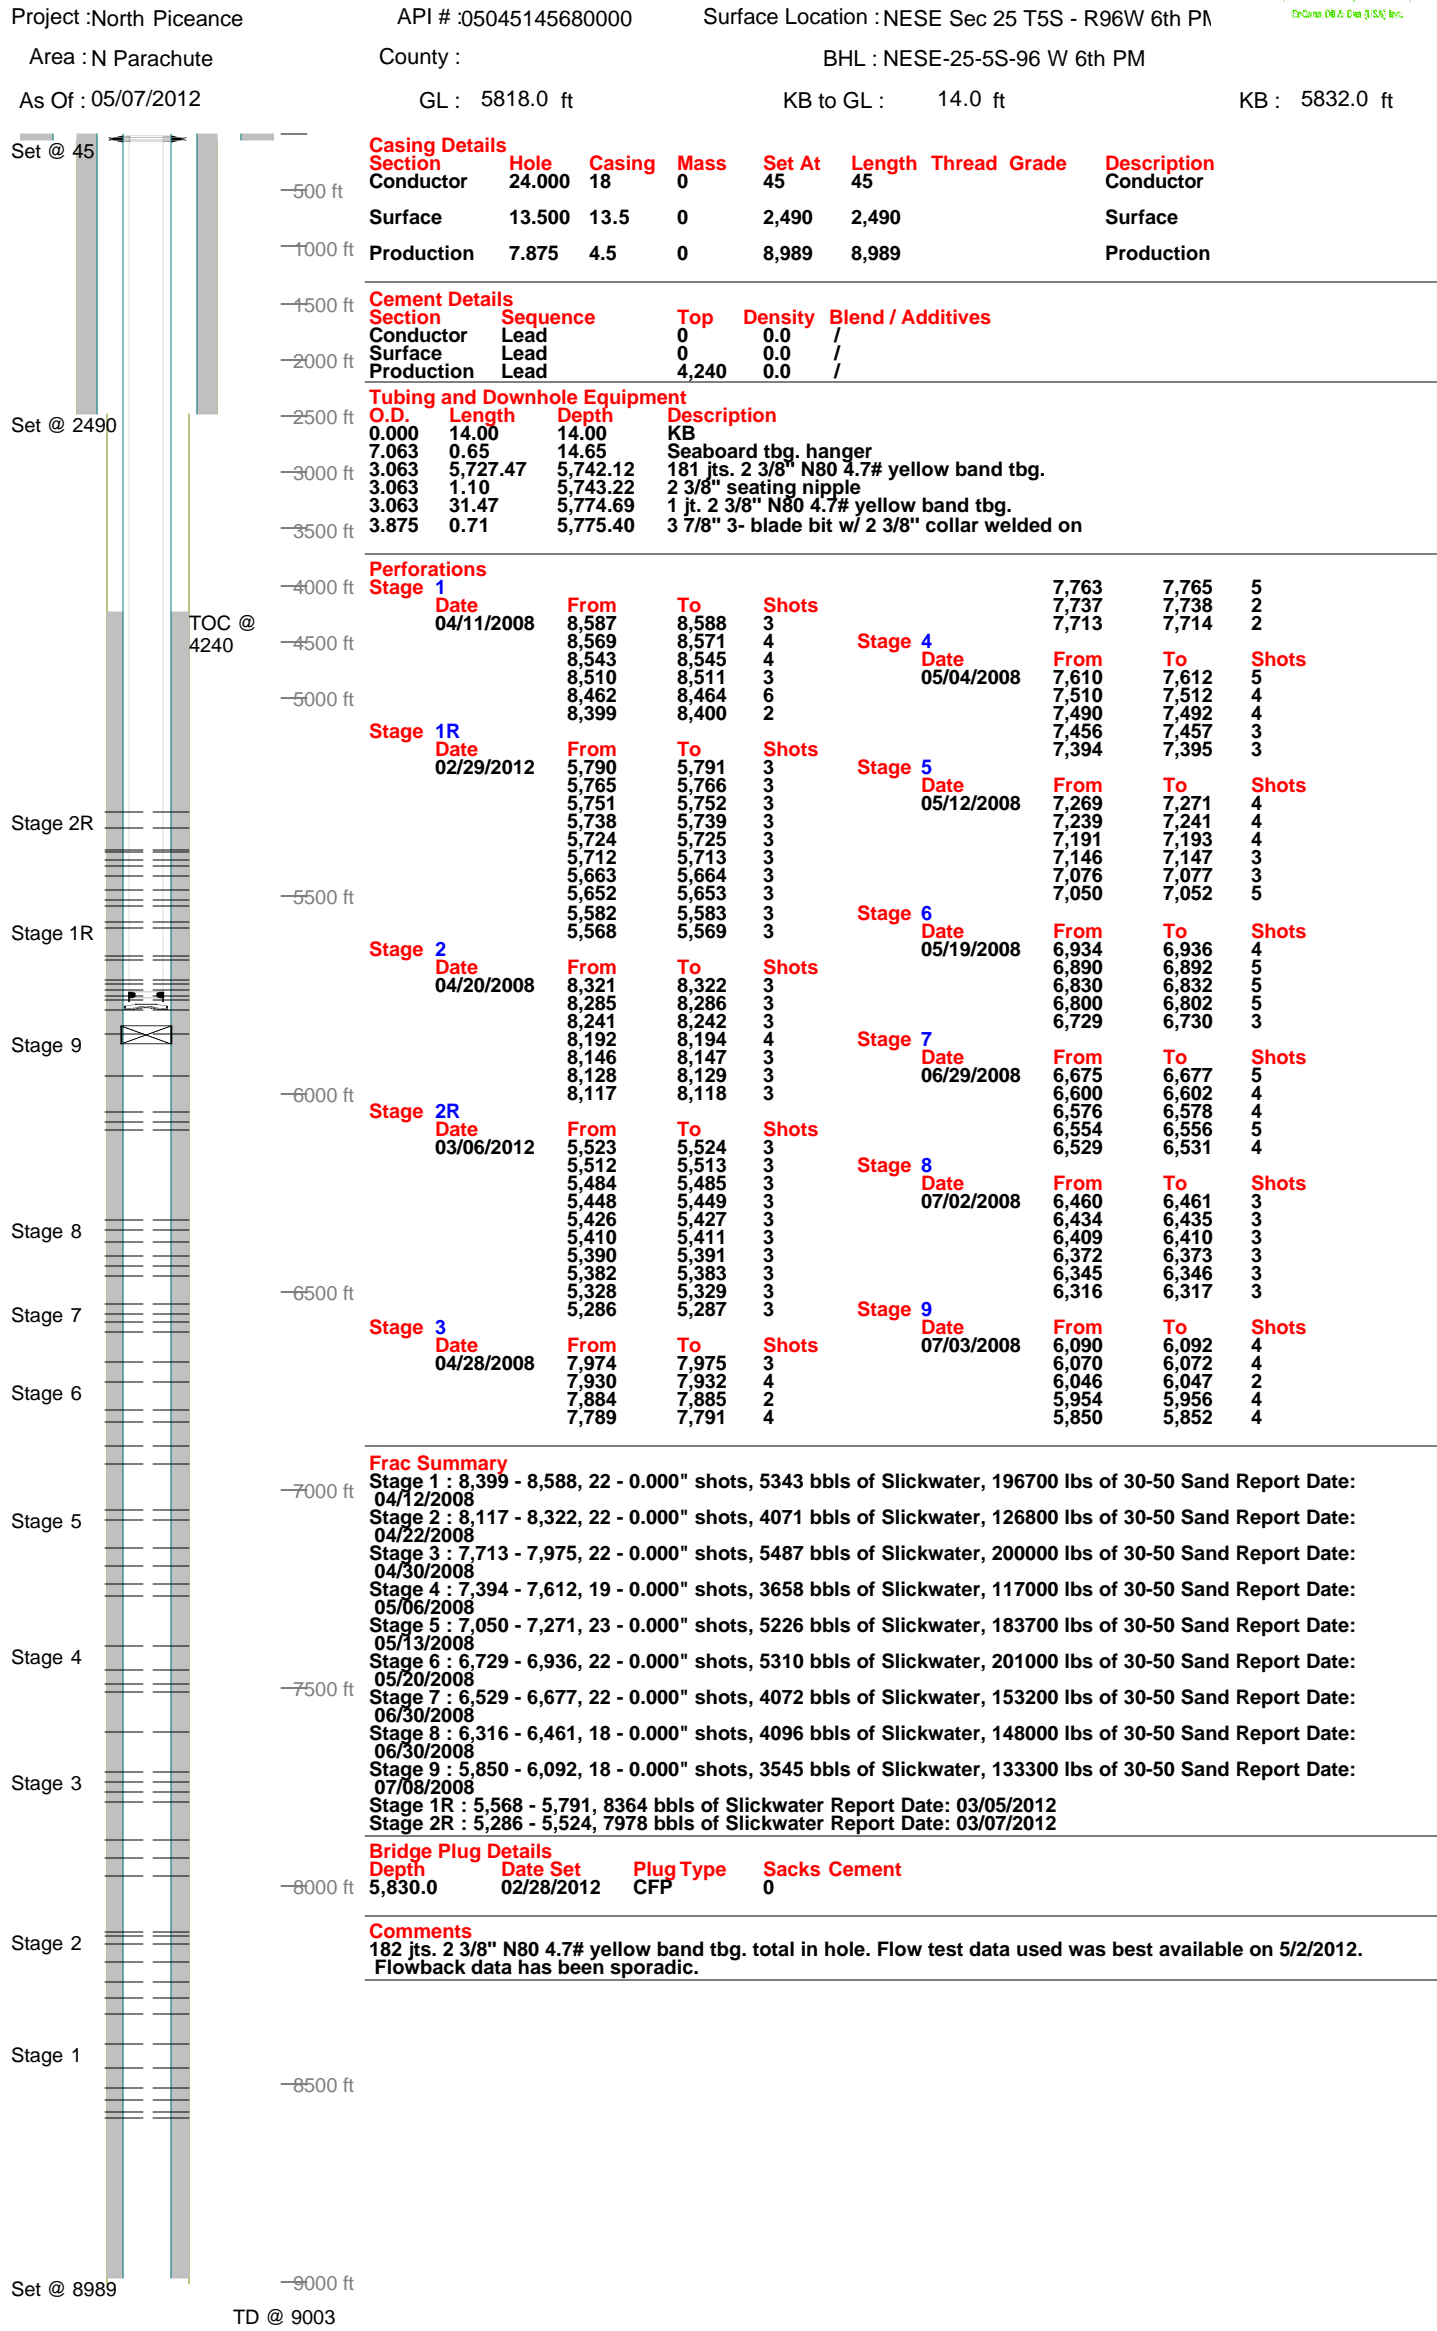 Project : North Piceance API # : 05045145680000 Surface Location : NESE Sec 25 T5S - R96W 6th PM
Area : N Parachute County : BHL : NESE-25-5S-96 W 6th PM
As Of : 05/07/2012 GL : 5818.0 ft KB to GL : 14.0 ft KB : 5832.0 ft
Set @ 45
Set @ 2490
TOC @
4240
Stage 2R
Stage 1R
Stage 9
Stage 8
Stage 7
Stage 6
Stage 5
Stage 4
Stage 3
Stage 2
Stage 1
Set @ 8989
TD @ 9003
500 ft
1000 ft
1500 ft
2000 ft
2500 ft
3000 ft
3500 ft
4000 ft
4500 ft
5000 ft
5500 ft
6000 ft
6500 ft
7000 ft
7500 ft
8000 ft
8500 ft
9000 ft
Casing Details
Section Hole Casing Mass Set At Length Thread Grade Description
Conductor 24.000 18 0 45 45 Conductor
Surface 13.500 13.5 0 2,490 2,490 Surface
Production 7.875 4.5 0 8,989 8,989 Production
Cement Details
Section Sequence Top Density Blend / Additives
Conductor Lead 0 0.0 /
Surface Lead 0 0.0 /
Production Lead 4,240 0.0 /
Tubing and Downhole Equipment
O.D. Length Depth Description
0.000 14.00 14.00 KB
7.063 0.65 14.65 Seaboard tbg. hanger
3.063 5,727.47 5,742.12 181 jts. 2 3/8" N80 4.7# yellow band tbg.
3.063 1.10 5,743.22 2 3/8" seating nipple
3.063 31.47 5,774.69 1 jt. 2 3/8" N80 4.7# yellow band tbg.
3.875 0.71 5,775.40 3 7/8" 3- blade bit w/ 2 3/8" collar welded on
Perforations
Stage 1
Date From To Shots
04/11/2008 8,587 8,588 3
8,569 8,571 4
8,543 8,545 4
8,510 8,511 3
8,462 8,464 6
8,399 8,400 2
Stage 1R
Date From To Shots
02/29/2012 5,790 5,791 3
5,765 5,766 3
5,751 5,752 3
5,738 5,739 3
5,724 5,725 3
5,712 5,713 3
5,663 5,664 3
5,652 5,653 3
5,582 5,583 3
5,568 5,569 3
Stage 2
Date From To Shots
04/20/2008 8,321 8,322 3
8,285 8,286 3
8,241 8,242 3
8,192 8,194 4
8,146 8,147 3
8,128 8,129 3
8,117 8,118 3
Stage 2R
Date From To Shots
03/06/2012 5,523 5,524 3
5,512 5,513 3
5,484 5,485 3
5,448 5,449 3
5,426 5,427 3
5,410 5,411 3
5,390 5,391 3
5,382 5,383 3
5,328 5,329 3
5,286 5,287 3
Stage 3
Date From To Shots
04/28/2008 7,974 7,975 3
7,930 7,932 4
7,884 7,885 2
7,789 7,791 4
7,763 7,765 5
7,737 7,738 2
7,713 7,714 2
Stage 4
Date From To Shots
05/04/2008 7,610 7,612 5
7,510 7,512 4
7,490 7,492 4
7,456 7,457 3
7,394 7,395 3
Stage 5
Date From To Shots
05/12/2008 7,269 7,271 4
7,239 7,241 4
7,191 7,193 4
7,146 7,147 3
7,076 7,077 3
7,050 7,052 5
Stage 6
Date From To Shots
05/19/2008 6,934 6,936 4
6,890 6,892 5
6,830 6,832 5
6,800 6,802 5
6,729 6,730 3
Stage 7
Date From To Shots
06/29/2008 6,675 6,677 5
6,600 6,602 4
6,576 6,578 4
6,554 6,556 5
6,529 6,531 4
Stage 8
Date From To Shots
07/02/2008 6,460 6,461 3
6,434 6,435 3
6,409 6,410 3
6,372 6,373 3
6,345 6,346 3
6,316 6,317 3
Stage 9
Date From To Shots
07/03/2008 6,090 6,092 4
6,070 6,072 4
6,046 6,047 2
5,954 5,956 4
5,850 5,852 4
Frac Summary
Stage 1 : 8,399 - 8,588, 22 - 0.000" shots, 5343 bbls of Slickwater, 196700 lbs of 30-50 Sand Report Date:
04/12/2008
Stage 2 : 8,117 - 8,322, 22 - 0.000" shots, 4071 bbls of Slickwater, 126800 lbs of 30-50 Sand Report Date:
04/22/2008
Stage 3 : 7,713 - 7,975, 22 - 0.000" shots, 5487 bbls of Slickwater, 200000 lbs of 30-50 Sand Report Date:
04/30/2008
Stage 4 : 7,394 - 7,612, 19 - 0.000" shots, 3658 bbls of Slickwater, 117000 lbs of 30-50 Sand Report Date:
05/06/2008
Stage 5 : 7,050 - 7,271, 23 - 0.000" shots, 5226 bbls of Slickwater, 183700 lbs of 30-50 Sand Report Date:
05/13/2008
Stage 6 : 6,729 - 6,936, 22 - 0.000" shots, 5310 bbls of Slickwater, 201000 lbs of 30-50 Sand Report Date:
05/20/2008
Stage 7 : 6,529 - 6,677, 22 - 0.000" shots, 4072 bbls of Slickwater, 153200 lbs of 30-50 Sand Report Date:
06/30/2008
Stage 8 : 6,316 - 6,461, 18 - 0.000" shots, 4096 bbls of Slickwater, 148000 lbs of 30-50 Sand Report Date:
06/30/2008
Stage 9 : 5,850 - 6,092, 18 - 0.000" shots, 3545 bbls of Slickwater, 133300 lbs of 30-50 Sand Report Date:
07/08/2008
Stage 1R : 5,568 - 5,791, 8364 bbls of Slickwater Report Date: 03/05/2012
Stage 2R : 5,286 - 5,524, 7978 bbls of Slickwater Report Date: 03/07/2012
Bridge Plug Details
Depth Date Set Plug Type Sacks Cement
5,830.0 02/28/2012 CFP 0
Comments
182 jts. 2 3/8" N80 4.7# yellow band tbg. total in hole. Flow test data used was best available on 5/2/2012.
Flowback data has been sporadic.